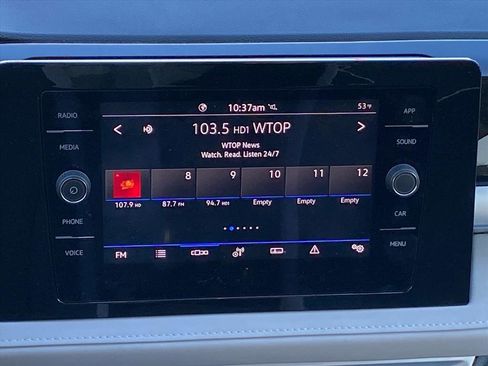 RADIO
MEDIA
PHONE
VOICE
10:37am
53°F
103.5 HD1 WTOP
WTOP News
Watch. Read. Listen 24/7
8 9 10 11 12
107.9 HD 87.7 FM 94.7 HD1 Empty Empty Empty
FM
APP
SOUND
CAR
MENU